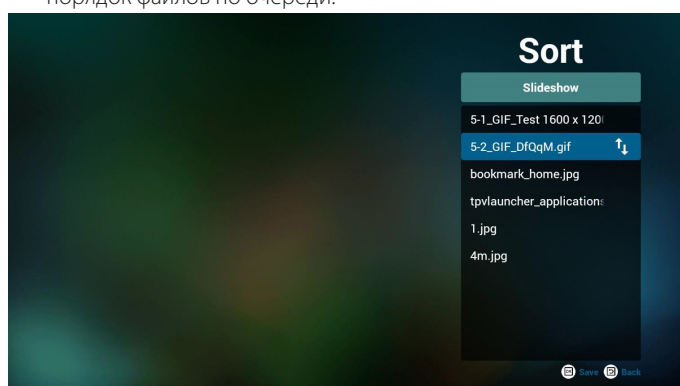 порядок файлов по очереди.
Sort
Slideshow
5-1_GIF_Test 1600 x 120
5-2_GIF_DfQqM.gif
bookmark_home.jpg
tpvlauncher_applications
1.jpg
4m.jpg
Save Back